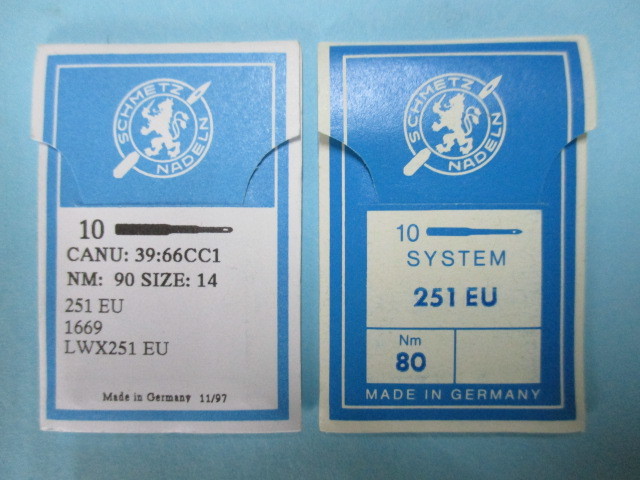 SCHMETZ
NADELN
10
CANU: 39:66CC1
NM: 90 SIZE: 14
251 EU
1669
LWX251 EU
Made in Germany 11/97
SCHMETZ
NADELN
10
SYSTEM
251 EU
Nm
80
MADE IN GERMANY